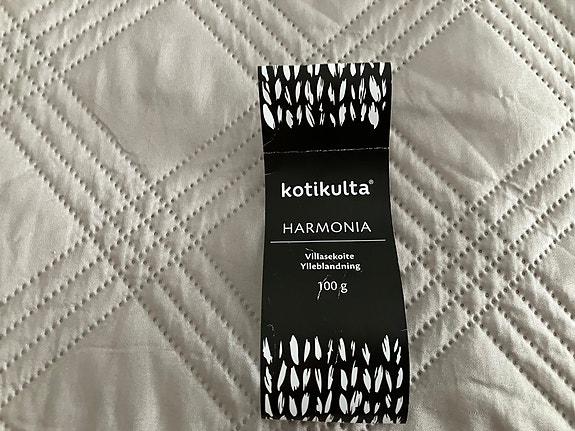 kotikulta®
HARMONIA
Villasekoite
Ylleblandning
100 g